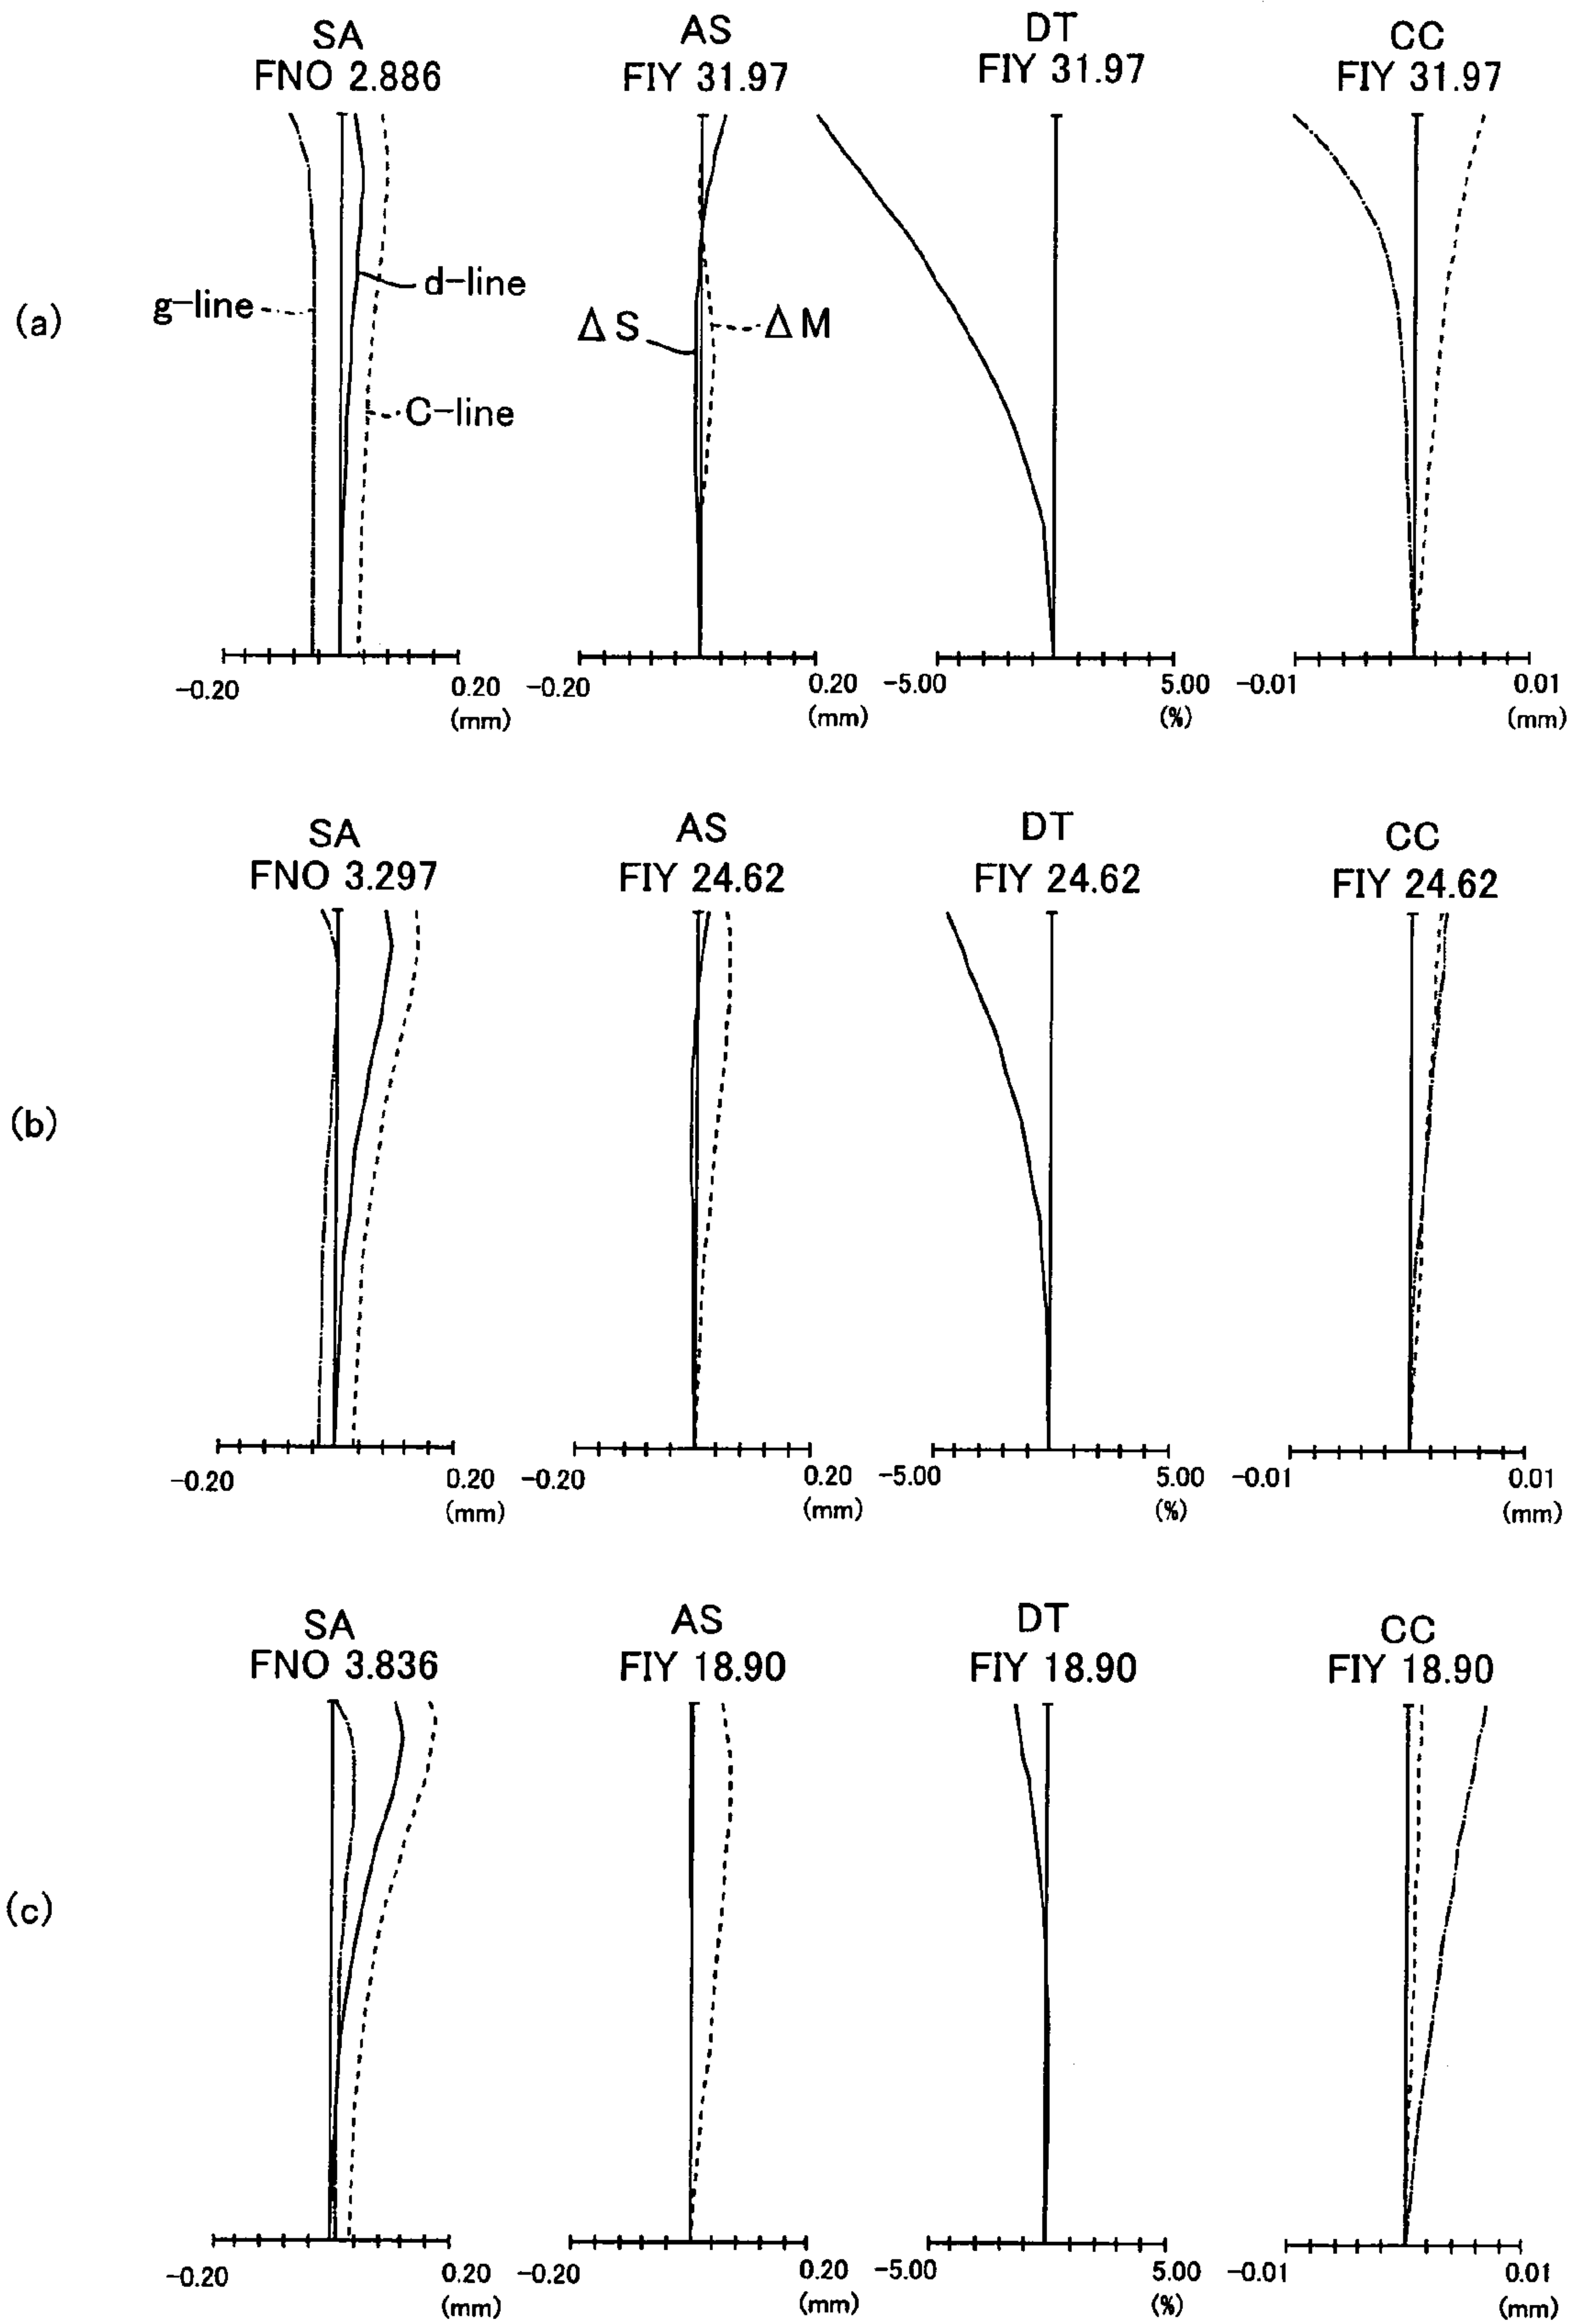 SA
FNO 2.886
AS
FIY 31.97
DT
FIY 31.97
CC
FIY 31.97
(a)
g-line
d-line
C-line
ΔS
ΔM
-0.20
0.20
(mm)
-0.20
0.20
(mm)
-5.00
5.00
(%)
-0.01
0.01
(mm)
SA
FNO 3.297
AS
FIY 24.62
DT
FIY 24.62
CC
FIY 24.62
(b)
-0.20
0.20
(mm)
-0.20
0.20
(mm)
-5.00
5.00
(%)
-0.01
0.01
(mm)
SA
FNO 3.836
AS
FIY 18.90
DT
FIY 18.90
CC
FIY 18.90
(c)
-0.20
0.20
(mm)
-0.20
0.20
(mm)
-5.00
5.00
(%)
-0.01
0.01
(mm)